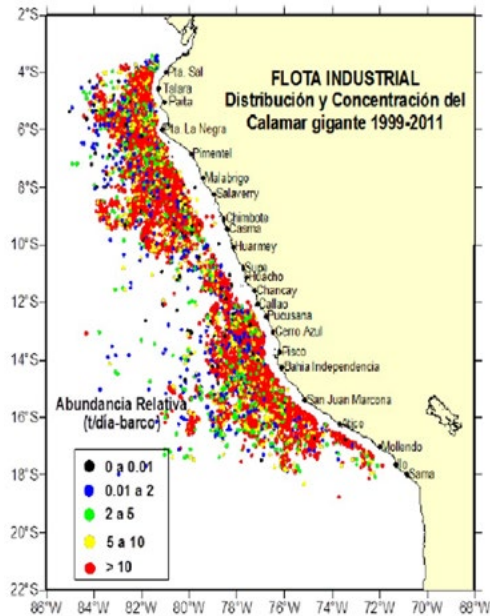 2°S
4°S
6°S
8°S
10°S
12°S
14°S
16°S
18°S
20°S
22°S
FLOTA INDUSTRIAL
Distribución y Concentración del
Calamar gigante 1999-2011
Pta. Sal
Talara
Paita
Pta. La Negra
Pimentel
Malabrigo
Salaverry
Chimbote
Casma
Huarmey
Supe
Huacho
Chancay
Callao
Pucusana
Cerro Azul
Pisco
Bahia Independencia
San Juan Marcona
Atico
Mollendo
Ilo
Sama
Abundancia Relativa
(t/dia-barco)
0 a 0.01
0.01 a 2
2 a 5
5 a 10
> 10
86°W 84°W 82°W 80°W 78°W 76°W 74°W 72°W 70°W 68°W